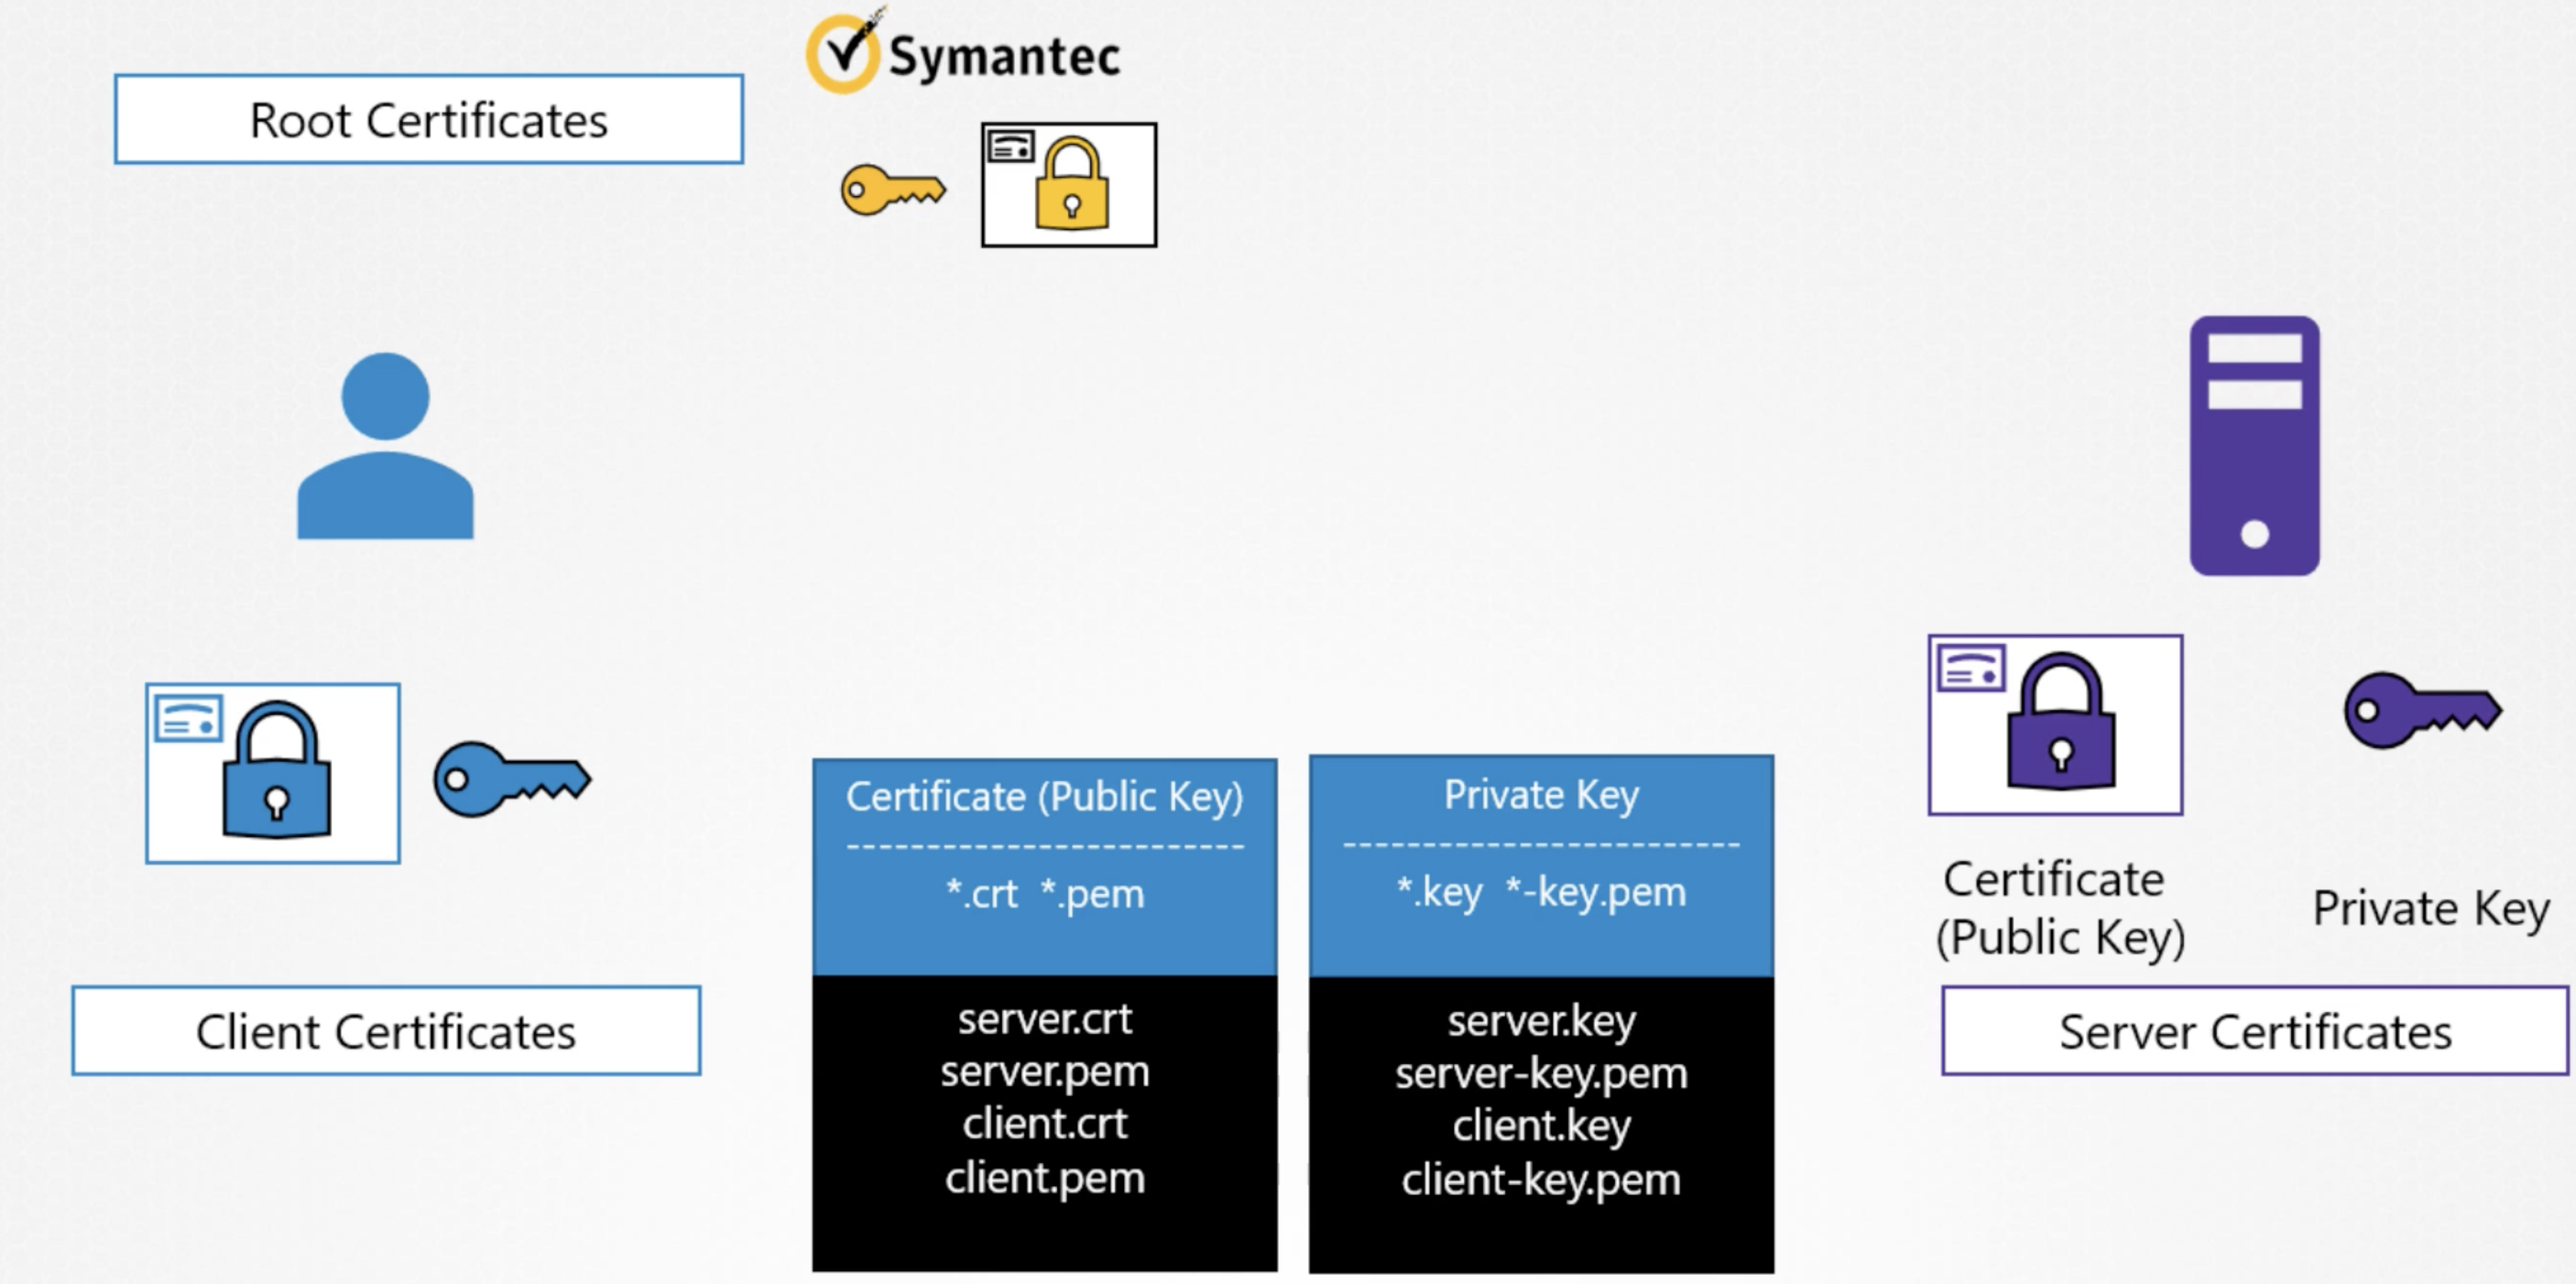 Symantec
Root Certificates
Certificate (Public Key)
------------------------
*.crt *.pem
server.crt
server.pem
client.crt
client.pem
Private Key
------------------------
*.key *-key.pem
server.key
server-key.pem
client.key
client-key.pem
Certificate
(Public Key)
Private Key
Client Certificates
Server Certificates